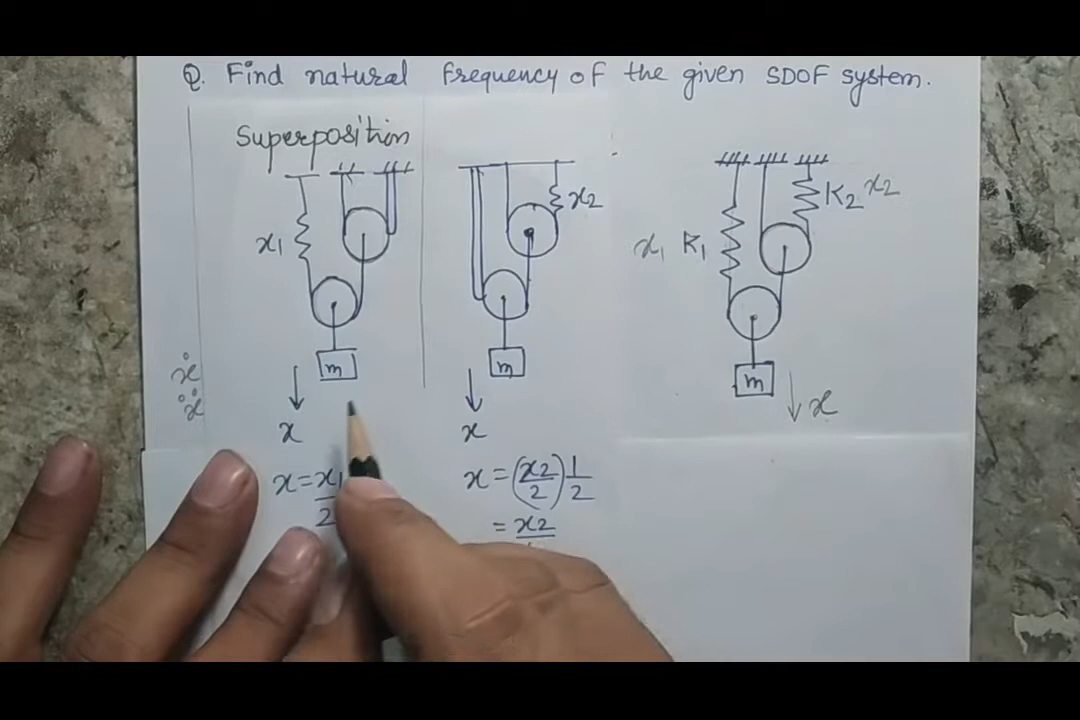 Q. Find natural frequency of the given SDOF system.
Superposition
x1
m
x
x = x1/2
x2
m
x
x = (x2/2) 1/2
= x2
K2 x2
x1 K1
m
x
ẋ
ẍ